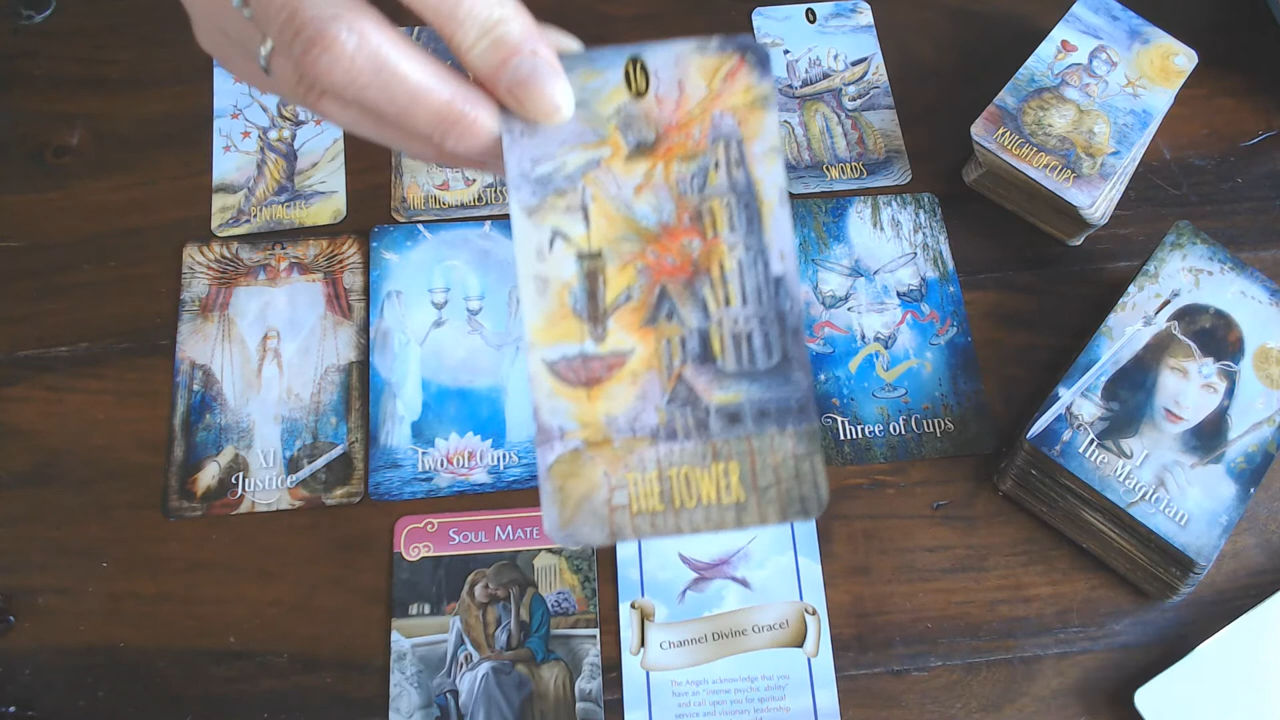 16
KNIGHT OF CUPS
SWORDS
PENTACLES
THE HIGH PRIESTESS
XI
Justice
Two of Cups
THE TOWER
Three of Cups
I
The Magician
SOUL MATE
Channel Divine Grace!
The Angels acknowledge that you
have an "intense psychic ability"
and call upon you for spiritual
service and visionary leadership